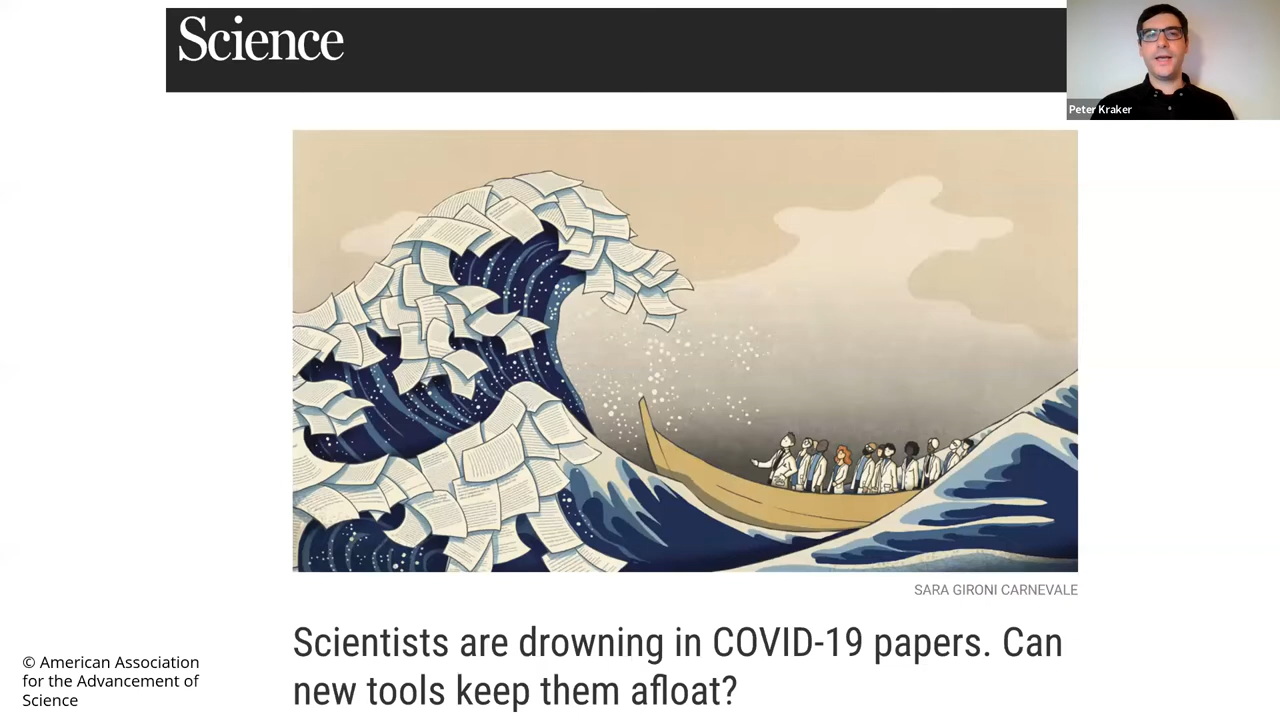 Science
Peter Kraker
SARA GIRONI CARNEVALE
Scientists are drowning in COVID-19 papers. Can
new tools keep them afloat?
© American Association
for the Advancement of
Science